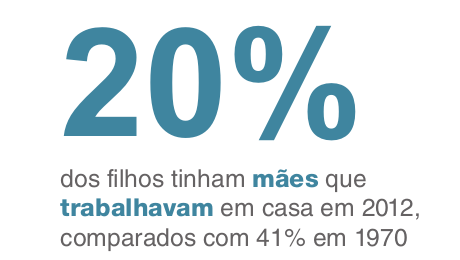 20%
dos filhos tinham mães que
trabalhavam em casa em 2012,
comparados com 41% em 1970